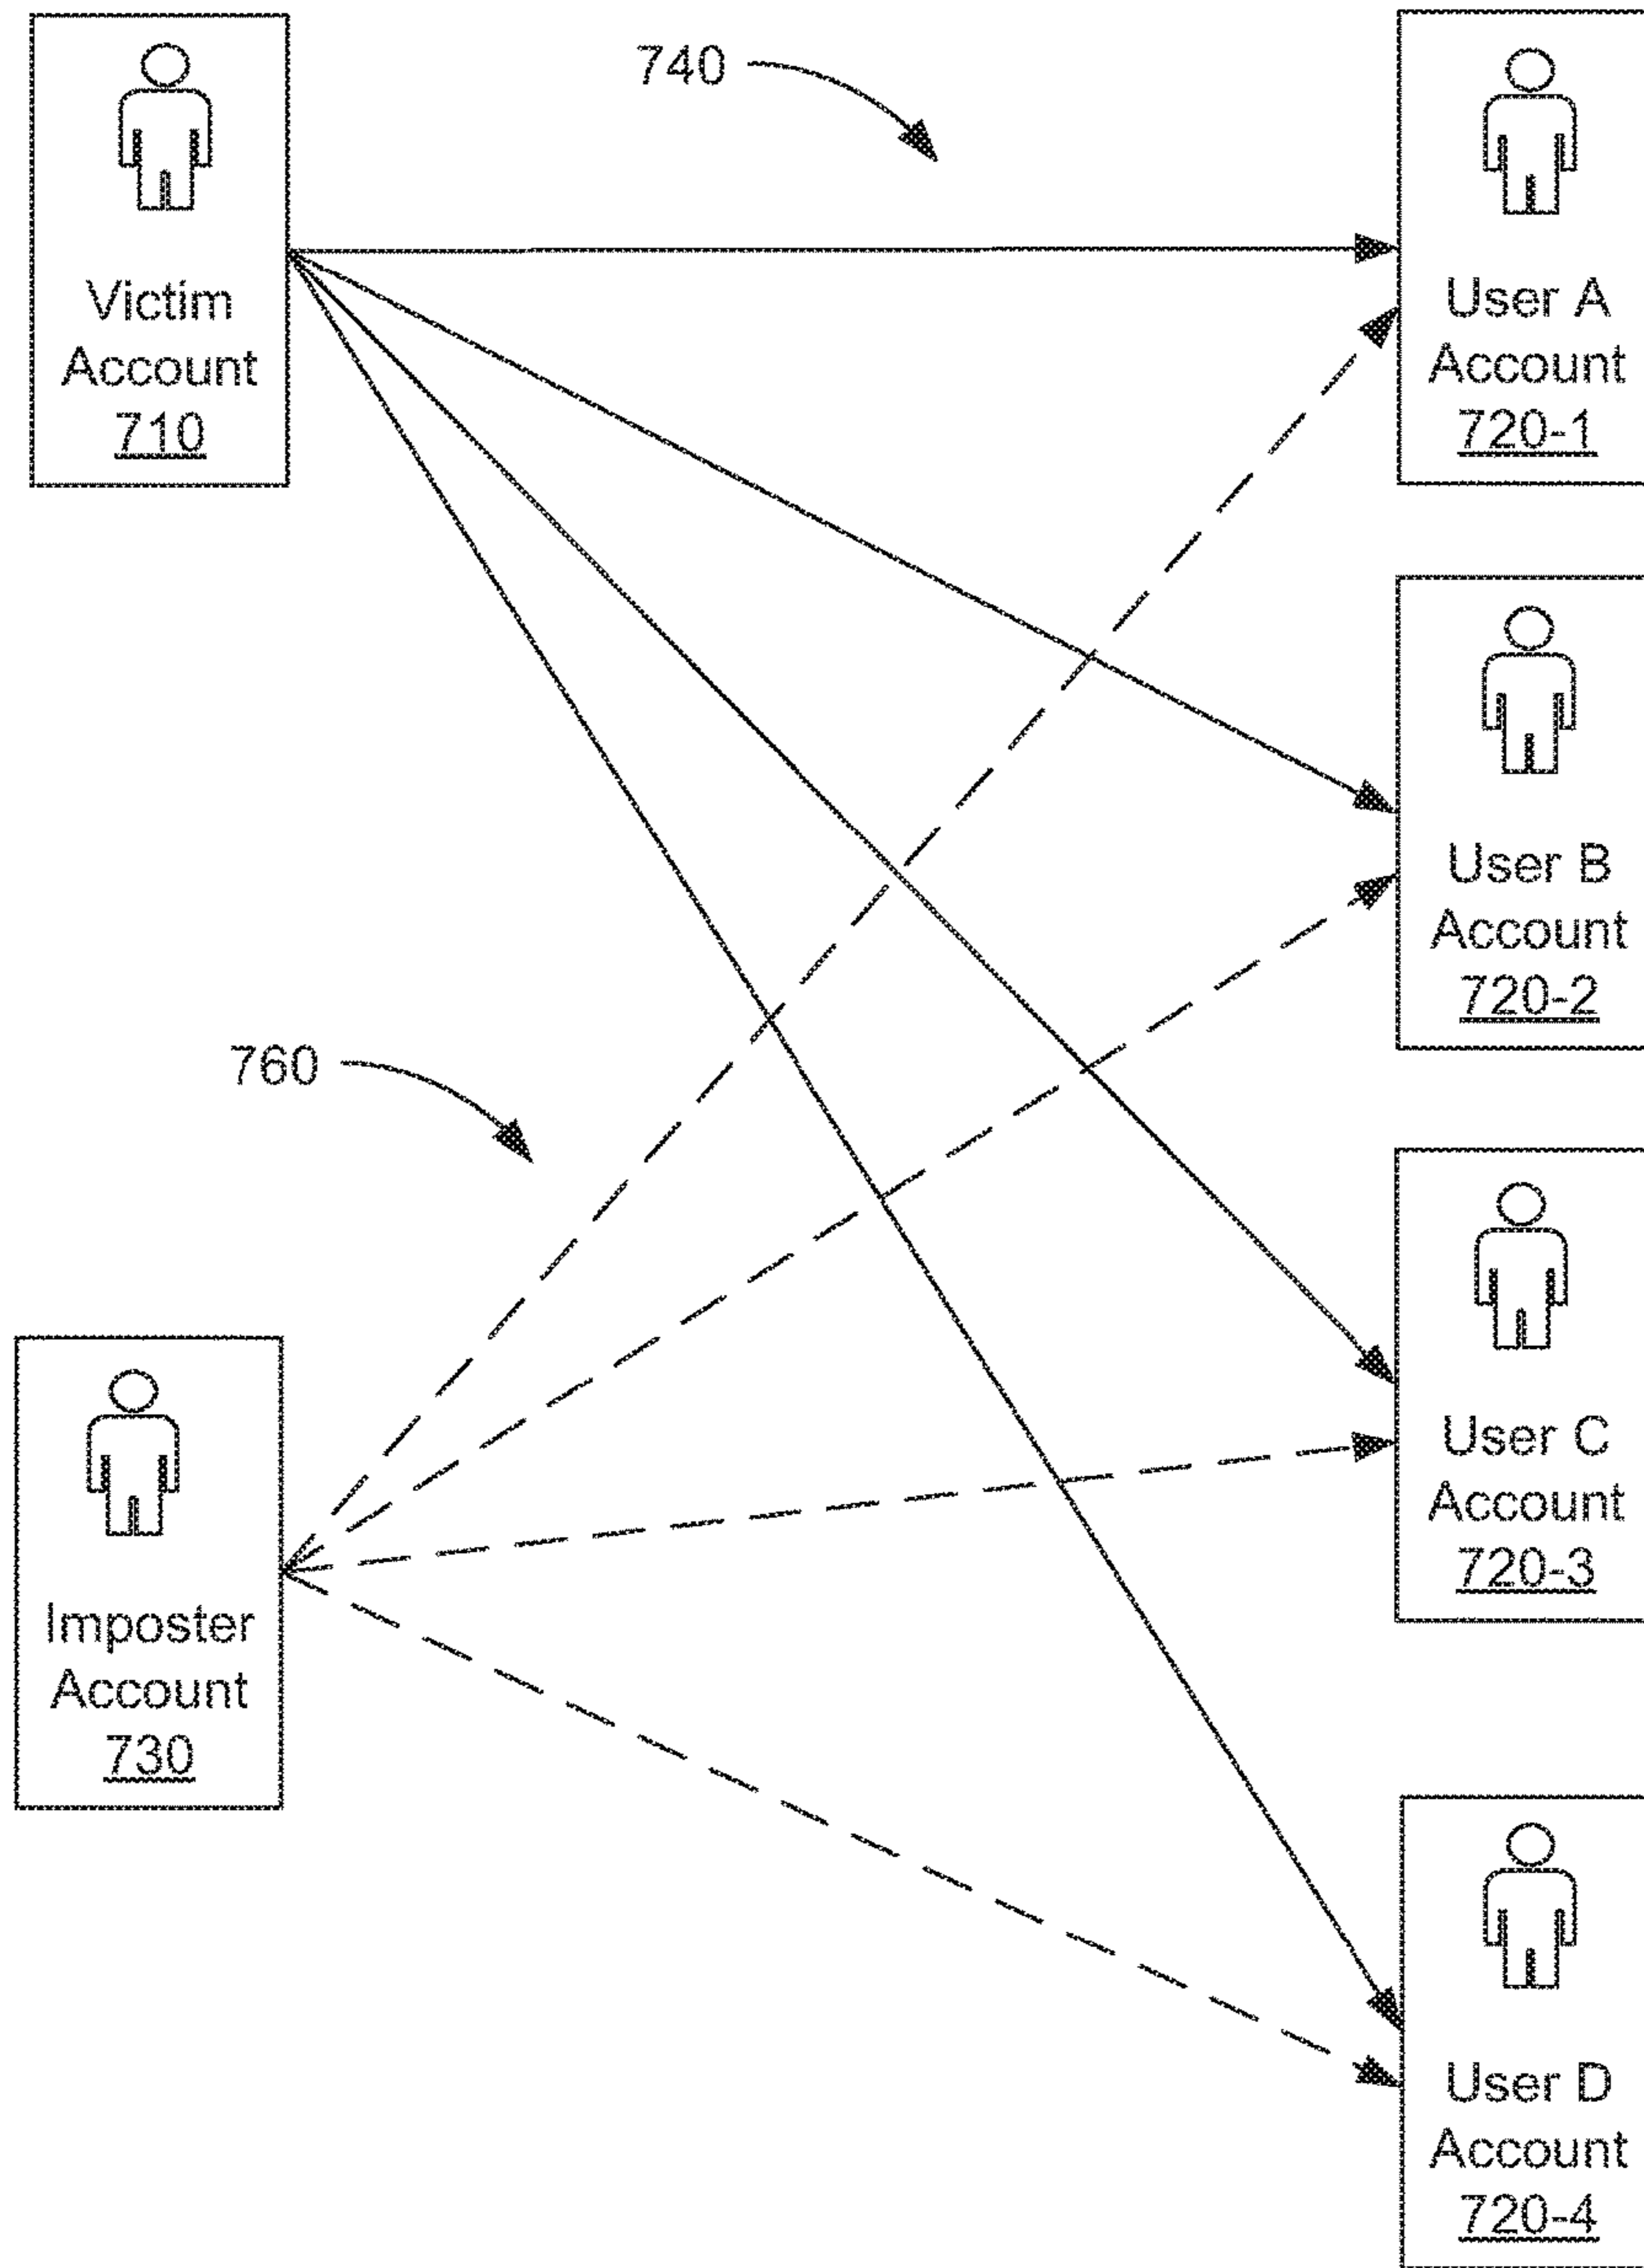 740
Victim
Account
710
User A
Account
720-1
User B
Account
720-2
760
User C
Account
720-3
Imposter
Account
730
User D
Account
720-4